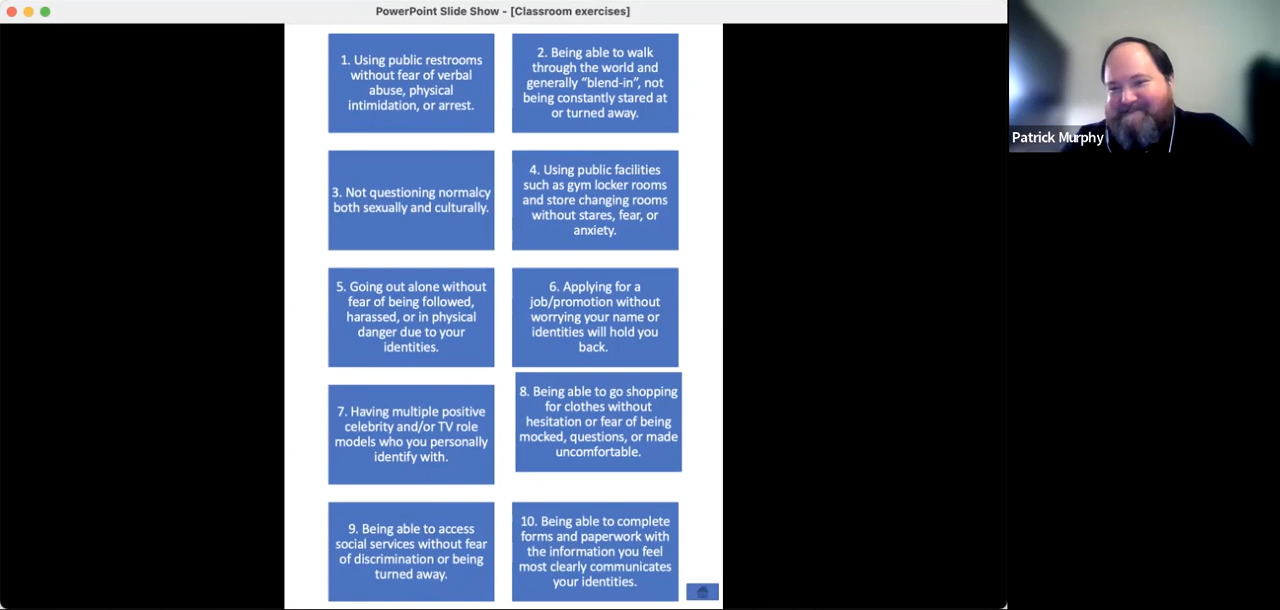 PowerPoint Slide Show - [Classroom exercises]
1. Using public restrooms
without fear of verbal
abuse, physical
intimidation, or arrest.
2. Being able to walk
through the world and
generally “blend-in”, not
being constantly stared at
or turned away.
3. Not questioning normalcy
both sexually and culturally.
4. Using public facilities
such as gym locker rooms
and store changing rooms
without stares, fear, or
anxiety.
5. Going out alone without
fear of being followed,
harassed, or in physical
danger due to your
identities.
6. Applying for a
job/promotion without
worrying your name or
identities will hold you
back.
7. Having multiple positive
celebrity and/or TV role
models who you personally
identify with.
8. Being able to go shopping
for clothes without
hesitation or fear of being
mocked, questions, or made
uncomfortable.
9. Being able to access
social services without fear
of discrimination or being
turned away.
10. Being able to complete
forms and paperwork with
the information you feel
most clearly communicates
your identities.
Patrick Murphy